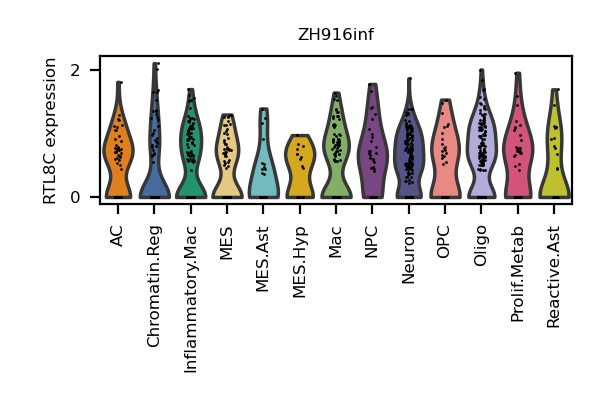 ZH916inf
RTL8C expression
2
0
AC
Chromatin.Reg
Inflammatory.Mac
MES
MES.Ast
MES.Hyp
Mac
NPC
Neuron
OPC
Oligo
Prolif.Metab
Reactive.Ast